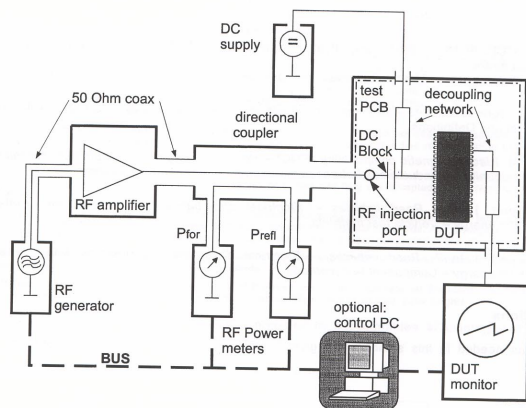 DC
supply
=
50 Ohm coax
directional
coupler
test
PCB
decoupling
network
DC
Block
RF amplifier
RF injection
port
DUT
Pfor
Prefl
RF
generator
RF Power
meters
optional:
control PC
BUS
DUT
monitor